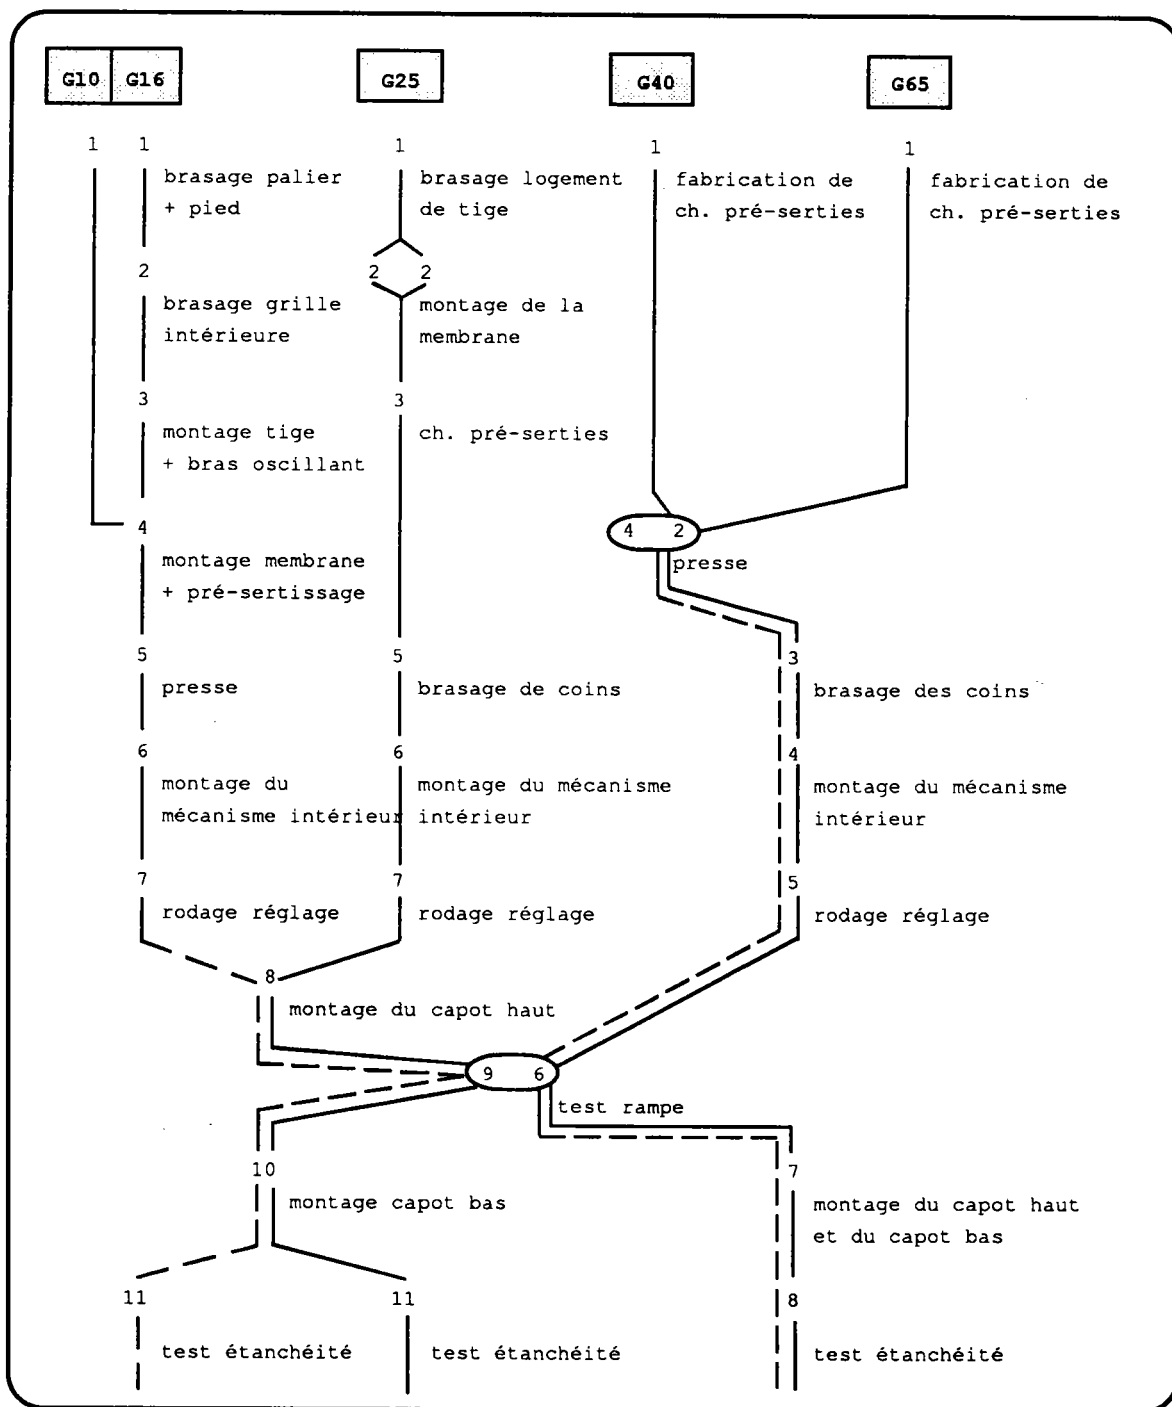 G10 G16 G25 G40 G65
1 1 1 1 1
brasage palier
+ pied
brasage logement
de tige
fabrication de
ch. pré-serties
fabrication de
ch. pré-serties
2 2 2
brasage grille
intérieure
montage de la
membrane
3 3
montage tige
+ bras oscillant
ch. pré-serties
4 4 2
montage membrane
+ pré-sertissage
presse
5 5 3
presse
brasage de coins
brasage des coins
6 6 4
montage du
mécanisme intérieur
montage du mécanisme
intérieur
montage du mécanisme
intérieur
7 7 5
rodage réglage
rodage réglage
rodage réglage
8
montage du capot haut
9 6
test rampe
10 7
montage capot bas
montage du capot haut
et du capot bas
11 11 8
test étanchéité
test étanchéité
test étanchéité